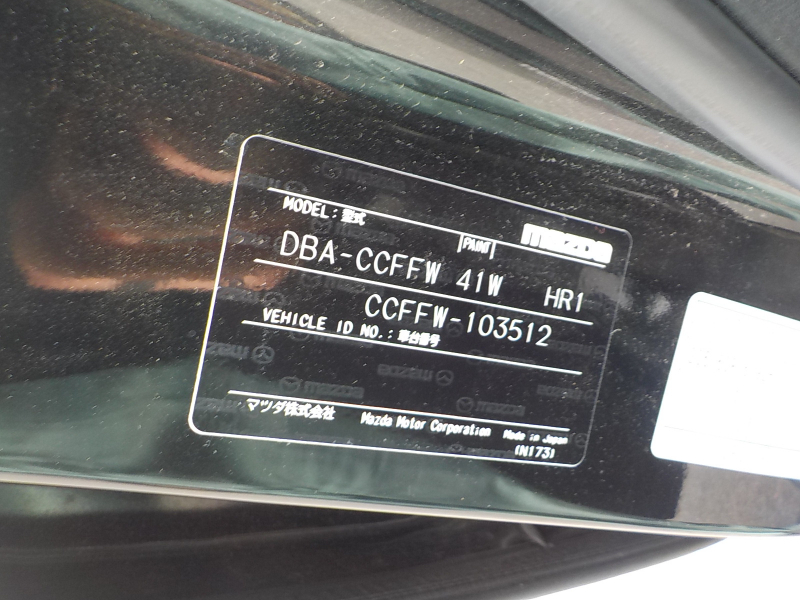 MODEL：型式
PAINT
mazda
DBA-CCFFW 41W HR1
CCFFW-103512
VEHICLE ID NO.：車台番号
マツダ株式会社 Mazda Motor Corporation Made in Japan
(N173)